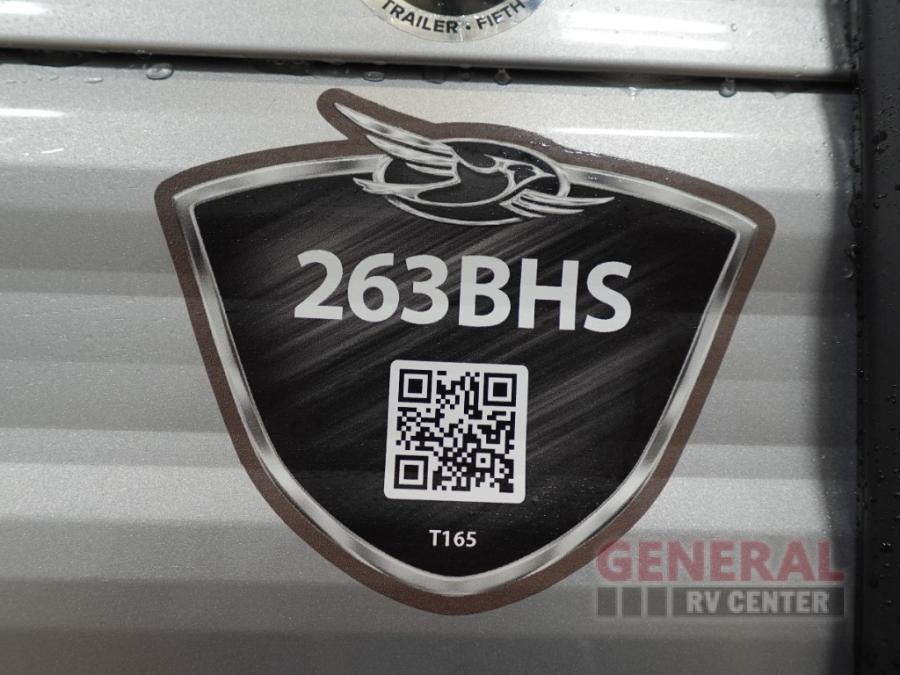 TRAILER • FIFTH
263BHS
T165
GENERAL
RV CENTER